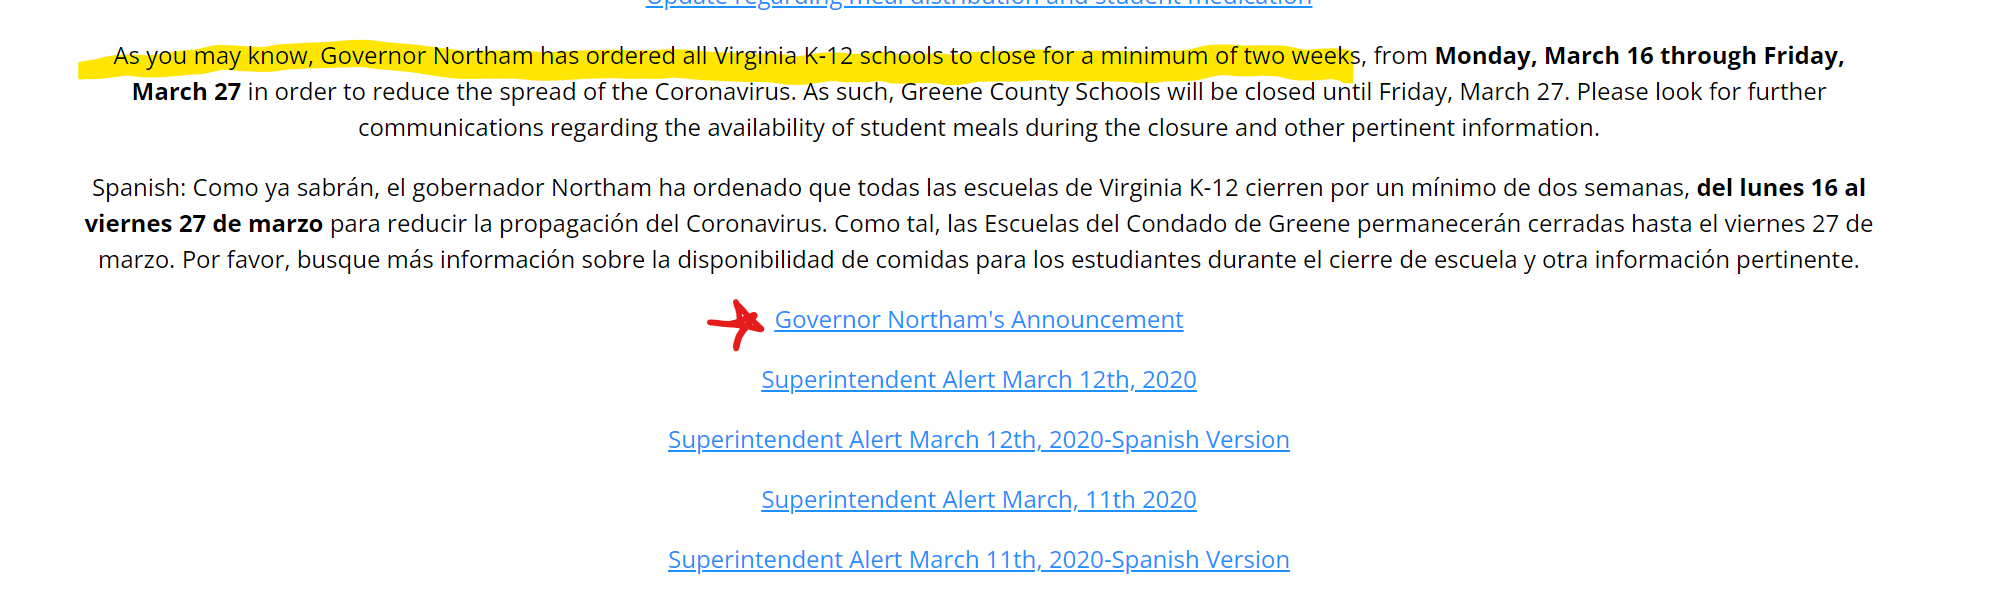 Update regarding meal distribution and student medication
As you may know, Governor Northam has ordered all Virginia K-12 schools to close for a minimum of two weeks, from Monday, March 16 through Friday,
March 27 in order to reduce the spread of the Coronavirus. As such, Greene County Schools will be closed until Friday, March 27. Please look for further
communications regarding the availability of student meals during the closure and other pertinent information.
Spanish: Como ya sabrán, el gobernador Northam ha ordenado que todas las escuelas de Virginia K-12 cierren por un mínimo de dos semanas, del lunes 16 al
viernes 27 de marzo para reducir la propagación del Coronavirus. Como tal, las Escuelas del Condado de Greene permanecerán cerradas hasta el viernes 27 de
marzo. Por favor, busque más información sobre la disponibilidad de comidas para los estudiantes durante el cierre de escuela y otra información pertinente.
Governor Northam's Announcement
Superintendent Alert March 12th, 2020
Superintendent Alert March 12th, 2020-Spanish Version
Superintendent Alert March, 11th 2020
Superintendent Alert March 11th, 2020-Spanish Version